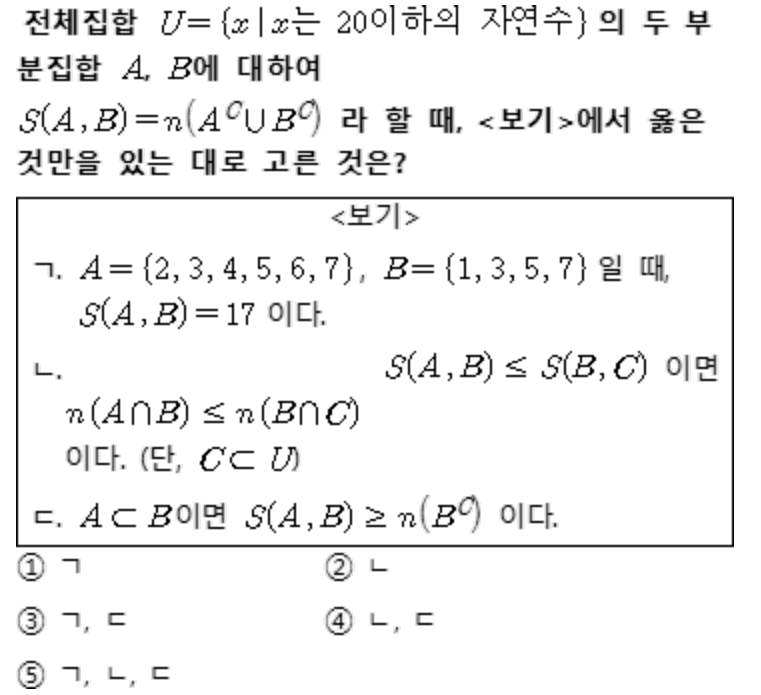 전체집합 U={x|x는 20이하의 자연수}의 두 부
분집합 A, B에 대하여
S(A,B)=n(A^C∪B^C) 라 할 때, <보기>에서 옳은
것만을 있는 대로 고른 것은?
<보기>
ㄱ. A={2, 3, 4, 5, 6, 7}, B={1, 3, 5, 7} 일 때,
S(A,B)=17 이다.
ㄴ. S(A,B)≤ S(B,C) 이면
n(A∩B)≤n(B∩C)
이다. (단, C⊂ U)
ㄷ. A⊂B이면 S(A,B)≥n(B^C) 이다.
① ㄱ ② ㄴ
③ ㄱ, ㄷ ④ ㄴ, ㄷ
⑤ ㄱ, ㄴ, ㄷ